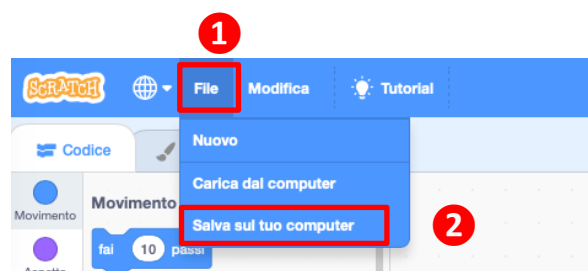 1
SCRATCH File Modifica Tutorial
Nuovo
Codice
Carica dal computer
Movimento Movimento
Salva sul tuo computer 2
fai 10 passi
Aspetto